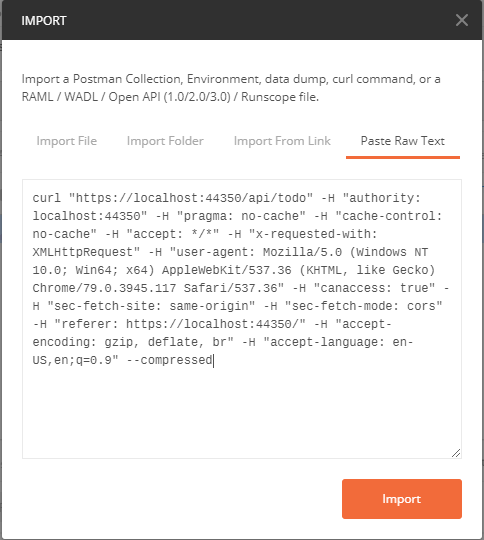 IMPORT
Import a Postman Collection, Environment, data dump, curl command, or a
RAML / WADL / Open API (1.0/2.0/3.0) / Runscope file.
Import File Import Folder Import From Link Paste Raw Text
curl "https://localhost:44350/api/todo" -H "authority:
localhost:44350" -H "pragma: no-cache" -H "cache-control:
no-cache" -H "accept: */*" -H "x-requested-with:
XMLHttpRequest" -H "user-agent: Mozilla/5.0 (Windows NT
10.0; Win64; x64) AppleWebKit/537.36 (KHTML, like Gecko)
Chrome/79.0.3945.117 Safari/537.36" -H "canaccess: true" -
H "sec-fetch-site: same-origin" -H "sec-fetch-mode: cors"
-H "referer: https://localhost:44350/" -H "accept-
encoding: gzip, deflate, br" -H "accept-language: en-
US,en;q=0.9" --compressed
Import